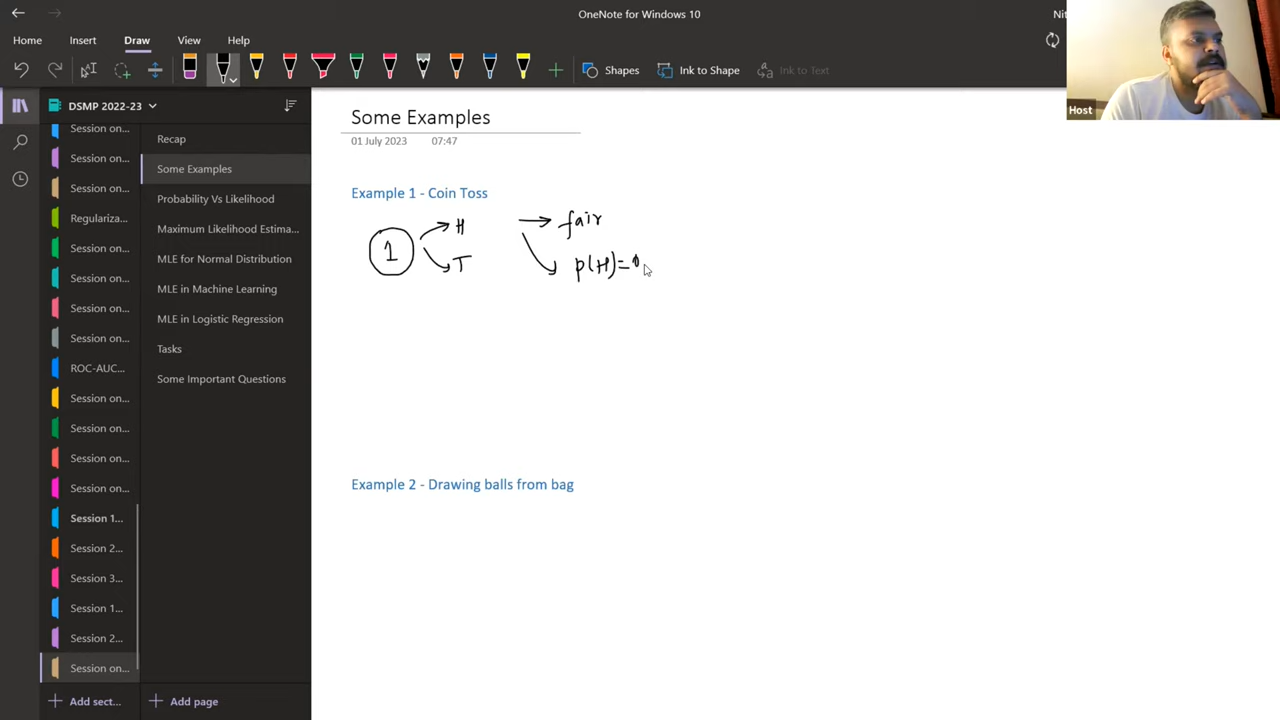 OneNote for Windows 10
Home Insert Draw View Help
Shapes Ink to Shape Ink to Text
Host
DSMP 2022-23
Session on...
Session on...
Session on...
Regulariza...
Session on...
Session on...
Session on...
Session on...
ROC-AUC...
Session on...
Session on...
Session on...
Session on...
Session 1...
Session 2...
Session 3...
Session 1...
Session 2...
Session on...
Add sect...
Recap
Some Examples
Probability Vs Likelihood
Maximum Likelihood Estima...
MLE for Normal Distribution
MLE in Machine Learning
MLE in Logistic Regression
Tasks
Some Important Questions
Add page
Some Examples
01 July 2023 07:47
Example 1 - Coin Toss
1 H fair
T p(H)=
Example 2 - Drawing balls from bag